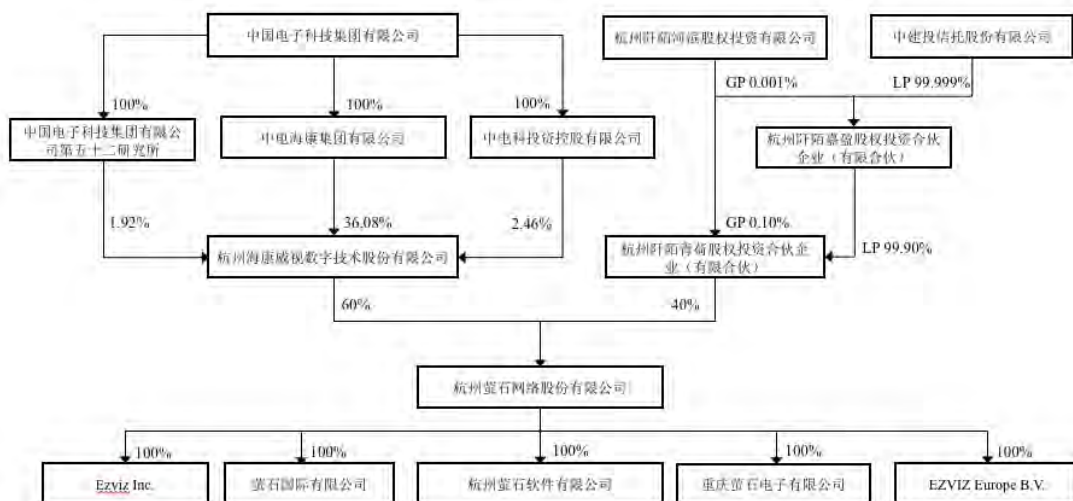 中国电子科技集团有限公司
杭州阡陌河滋股权投资有限公司
中建投信托股份有限公司
GP 0.001%
LP 99.999%
100%
100%
100%
中国电子科技集团有限公
司第五十二研究所
中电海康集团有限公司
中电科投资控股有限公司
杭州阡陌嘉盈股权投资合伙
企业（有限合伙）
1.92%
36.08%
2.46%
GP 0.10%
LP 99.90%
杭州海康威视数字技术股份有限公司
杭州阡陌青荷股权投资合伙企
业（有限合伙）
60%
40%
杭州萤石网络股份有限公司
100%
100%
100%
100%
100%
Ezviz Inc.
萤石国际有限公司
杭州萤石软件有限公司
重庆萤石电子有限公司
EZVIZ Europe B.V.